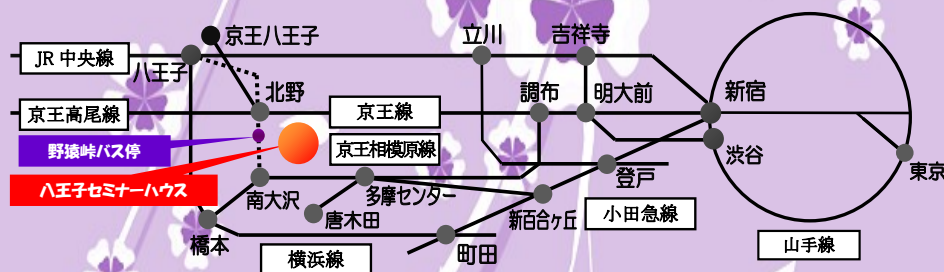 京王八王子
立川
吉祥寺
JR 中央線
八王子
北野
調布
明大前
新宿
京王高尾線
京王線
野猿峠バス停
京王相模原線
渋谷
東京
八王子セミナーハウス
登戸
南大沢
多摩センター
唐木田
新百合ヶ丘
小田急線
橋本
横浜線
町田
山手線